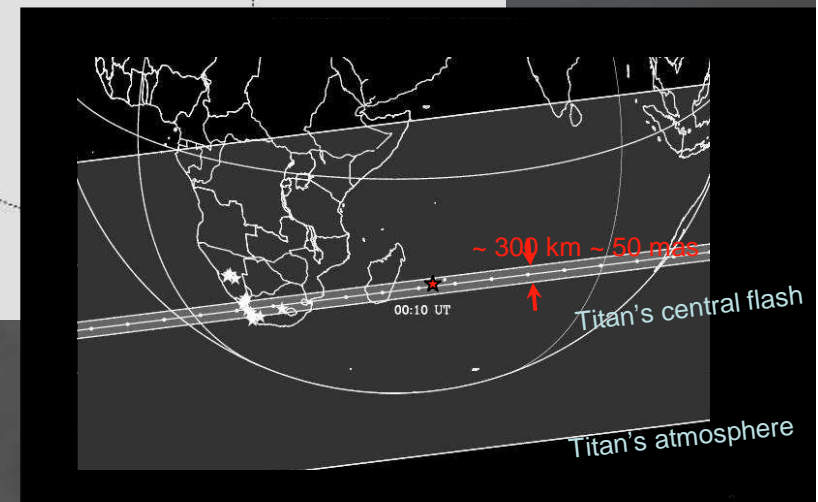 ~ 300 km ~ 50 mas
00:10 UT
Titan's central flash
Titan's atmosphere